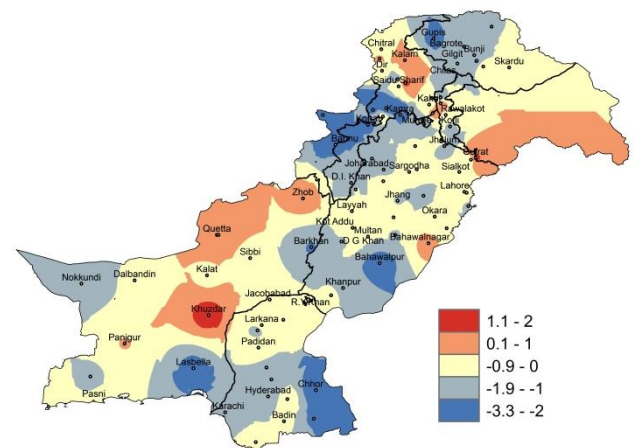 Gupis
Chitral
Bagrote
Bunji
Kalam
Gilgit
Skardu
Dir
Chilas
Saidu Sharif
Kakul
Kamra
Rawalakot
Kohat
Kotli
Bannu
Jhelum
Joharabad
Sargodha
Sialkot
D.I. Khan
Zhob
Jhang
Lahore
Layyah
Okara
Kot Addu
Quetta
Multan
Barkhan
D G Khan
Bahawalnagar
Sibbi
Bahawalpur
Kalat
Nokkundi
Dalbandin
Khanpur
Jacobabad
R. Y. Khan
Khuzdar
Larkana
Padidan
Panjgur
Lasbella
Pasni
Hyderabad
Chhor
Karachi
Badin
1.1 - 2
0.1 - 1
-0.9 - 0
-1.9 - -1
-3.3 - -2